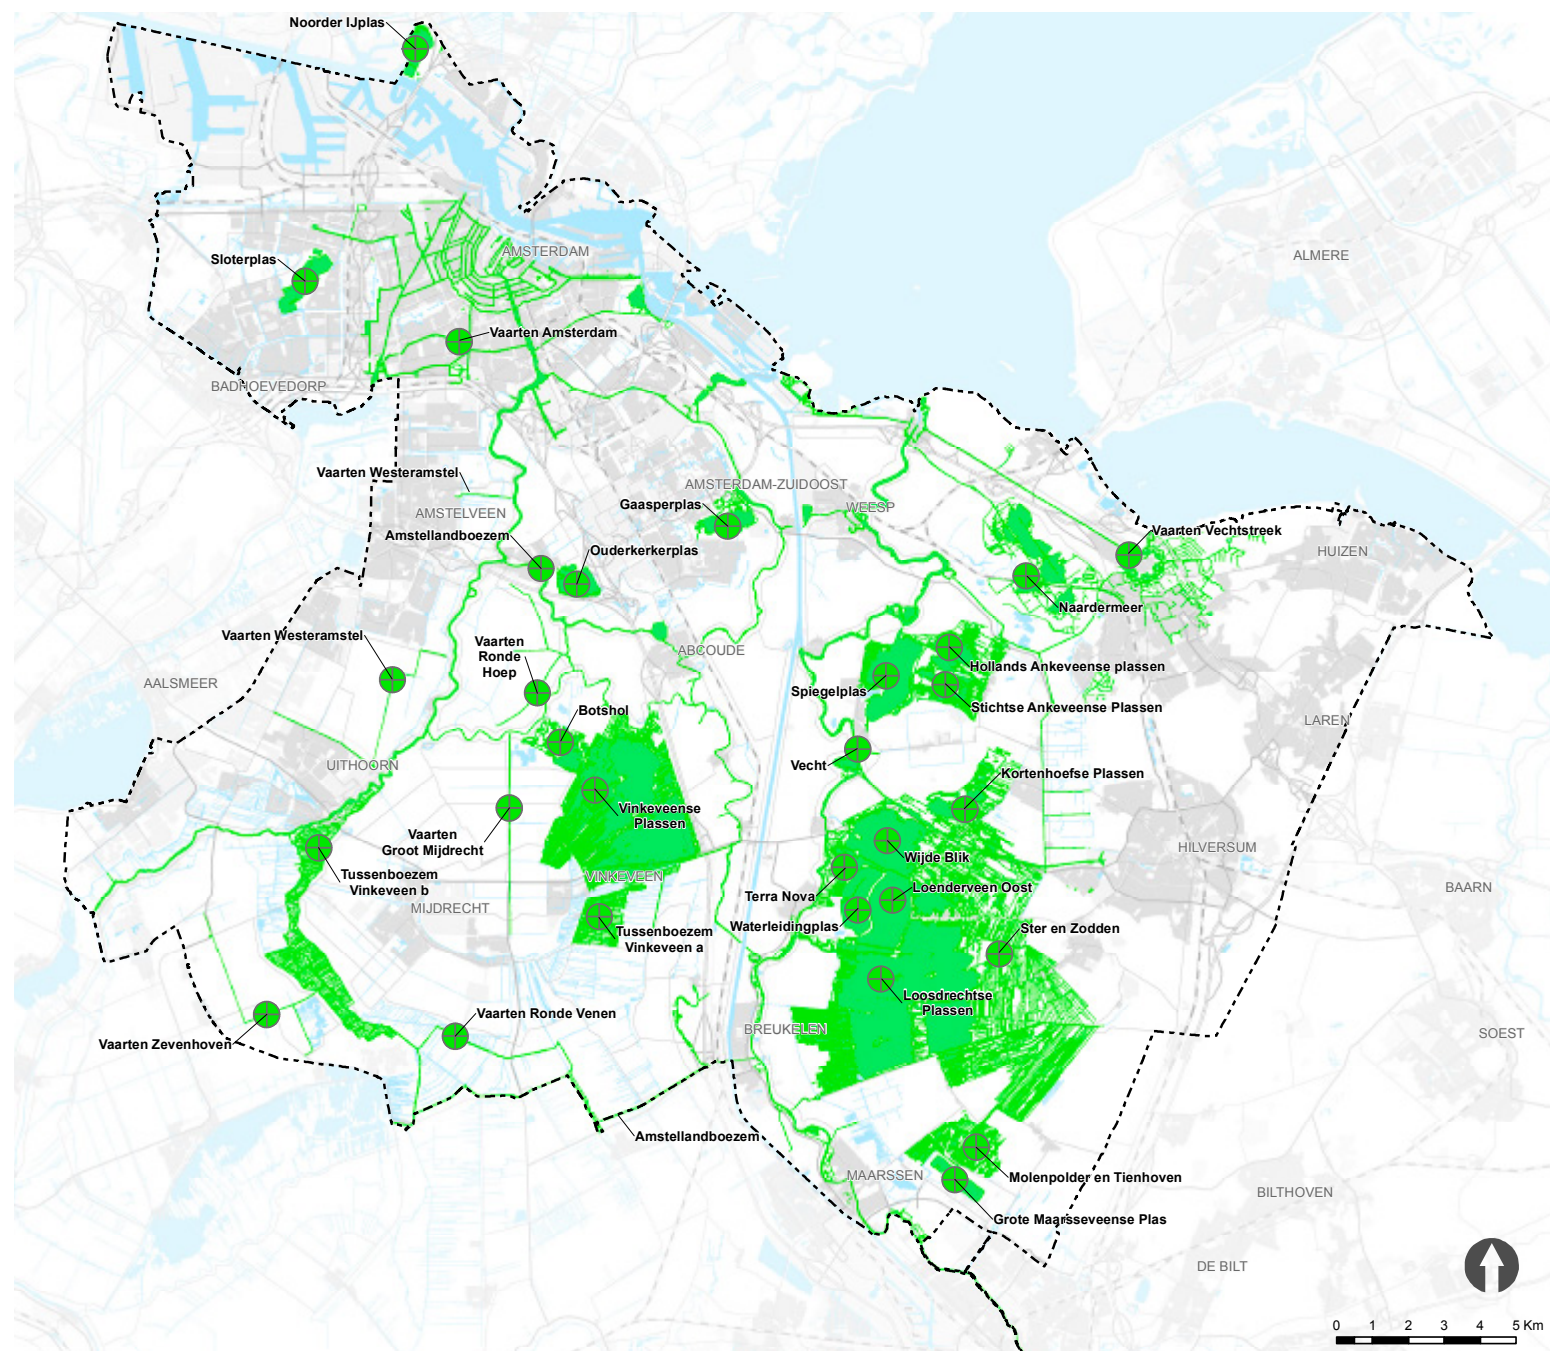 Noorder IJplas
AMSTERDAM
ALMERE
Sloterplas
Vaarten Amsterdam
BADHOEVEDORP
Vaarten Westeramstel
AMSTERDAM-ZUIDOOST
Gaasperplas
WEESP
AMSTELVEEN
Amstellandboezem
Ouderkerkerplas
Vaarten Vechtstreek
HUIZEN
Naardermeer
Vaarten Westeramstel
Vaarten
Ronde
Hoep
ABCOUDE
Hollands Ankeveense plassen
AALSMEER
Spiegelplas
Stichtse Ankeveense Plassen
Botshol
LAREN
UITHOORN
Vecht
Kortenhoefse Plassen
Vinkeveense
Plassen
Vaarten
Groot Mijdrecht
HILVERSUM
Wijde Blik
Tussenboezem
Vinkeveen b
VINKEVEEN
Terra Nova
Loenderveen Oost
BAARN
MIJDRECHT
Waterleidingplas
Tussenboezem
Vinkeveen a
Ster en Zodden
Loosdrechtse
Plassen
Vaarten Ronde Venen
BREUKELEN
SOEST
Vaarten Zevenhoven
Amstellandboezem
MAARSSEN
Molenpolder en Tienhoven
BILTHOVEN
Grote Maarsseveense Plas
DE BILT
0 1 2 3 4 5 Km